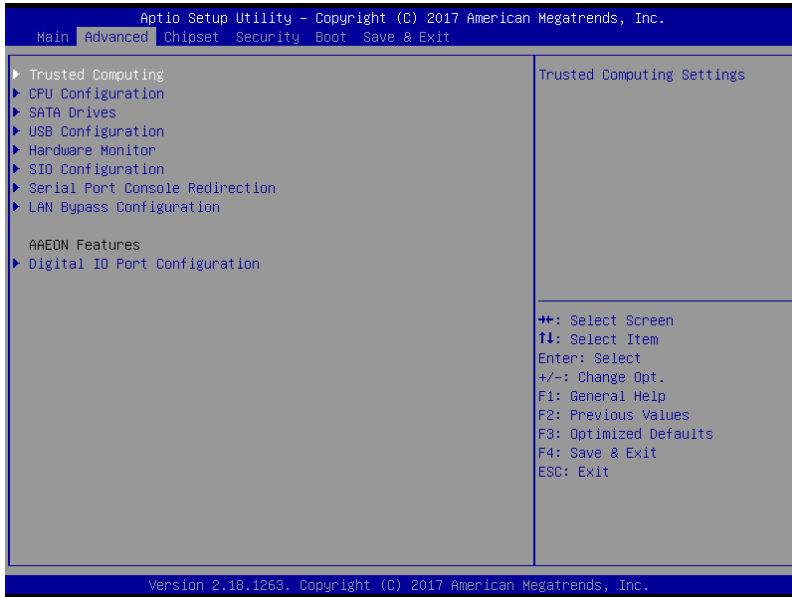 Aptio Setup Utility – Copyright (C) 2017 American Megatrends, Inc.
Main Advanced Chipset Security Boot Save & Exit
Trusted Computing
CPU Configuration
SATA Drives
USB Configuration
Hardware Monitor
SIO Configuration
Serial Port Console Redirection
LAN Bypass Configuration
AAEON Features
Digital IO Port Configuration
Trusted Computing Settings
→←: Select Screen
↑↓: Select Item
Enter: Select
+/-: Change Opt.
F1: General Help
F2: Previous Values
F3: Optimized Defaults
F4: Save & Exit
ESC: Exit
Version 2.18.1263. Copyright (C) 2017 American Megatrends, Inc.